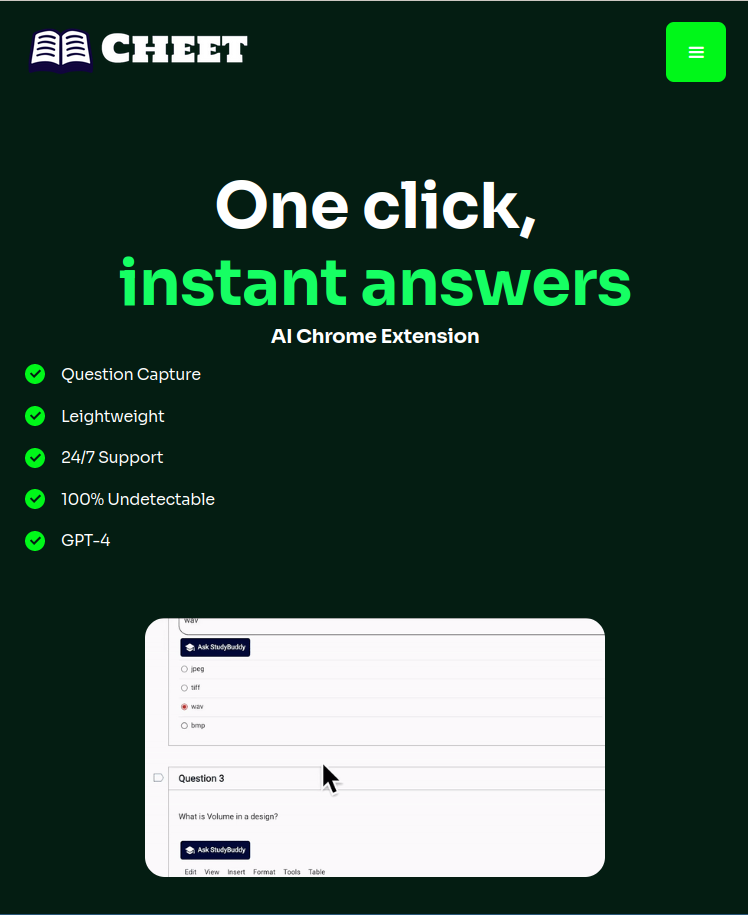 CHEET
One click,
instant answers
AI Chrome Extension
Question Capture
Leightweight
24/7 Support
100% Undetectable
GPT-4
wav
Ask StudyBuddy
jpeg
tiff
wav
bmp
Question 3
What is Volume in a design?
Ask StudyBuddy
Edit View Insert Format Tools Table